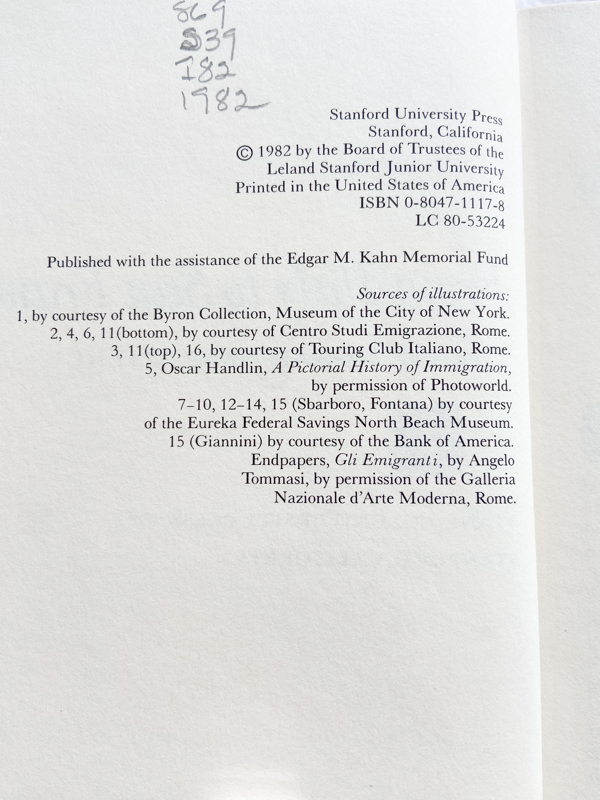 869
S39
I82
1982
Stanford University Press
Stanford, California
© 1982 by the Board of Trustees of the
Leland Stanford Junior University
Printed in the United States of America
ISBN 0-8047-1117-8
LC 80-53224
Published with the assistance of the Edgar M. Kahn Memorial Fund
Sources of illustrations:
1, by courtesy of the Byron Collection, Museum of the City of New York.
2, 4, 6, 11(bottom), by courtesy of Centro Studi Emigrazione, Rome.
3, 11(top), 16, by courtesy of Touring Club Italiano, Rome.
5, Oscar Handlin, A Pictorial History of Immigration,
by permission of Photoworld.
7–10, 12–14, 15 (Sbarboro, Fontana) by courtesy
of the Eureka Federal Savings North Beach Museum.
15 (Giannini) by courtesy of the Bank of America.
Endpapers, Gli Emigranti, by Angelo
Tommasi, by permission of the Galleria
Nazionale d'Arte Moderna, Rome.